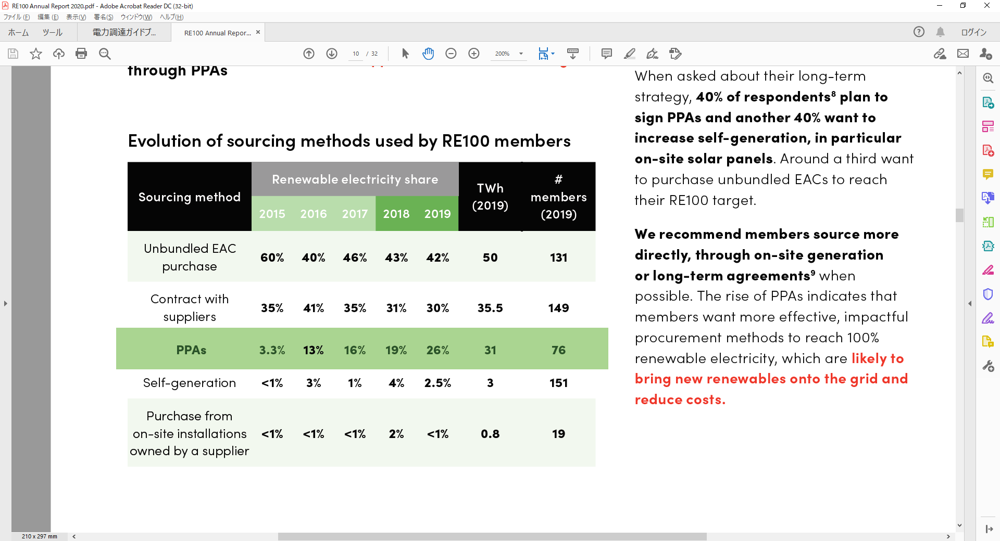 RE100 Annual Report 2020.pdf - Adobe Acrobat Reader DC (32-bit)
ファイル(F) 編集(E) 表示(V) 署名(S) ウィンドウ(W) ヘルプ(H)
ホーム ツール 電力調達ガイドブ... RE100 Annual Repor... × ログイン
10 / 32 200%
through PPAs
Evolution of sourcing methods used by RE100 members
Sourcing method Renewable electricity share TWh (2019) # members (2019)
2015 2016 2017 2018 2019
Unbundled EAC purchase 60% 40% 46% 43% 42% 50 131
Contract with suppliers 35% 41% 35% 31% 30% 35.5 149
PPAs 3.3% 13% 16% 19% 26% 31 76
Self-generation <1% 3% 1% 4% 2.5% 3 151
Purchase from on-site installations owned by a supplier <1% <1% <1% 2% <1% 0.8 19
When asked about their long-term
strategy, 40% of respondents⁸ plan to
sign PPAs and another 40% want to
increase self-generation, in particular
on-site solar panels. Around a third want
to purchase unbundled EACs to reach
their RE100 target.
We recommend members source more
directly, through on-site generation
or long-term agreements⁹ when
possible. The rise of PPAs indicates that
members want more effective, impactful
procurement methods to reach 100%
renewable electricity, which are likely to
bring new renewables onto the grid and
reduce costs.
210 x 297 mm